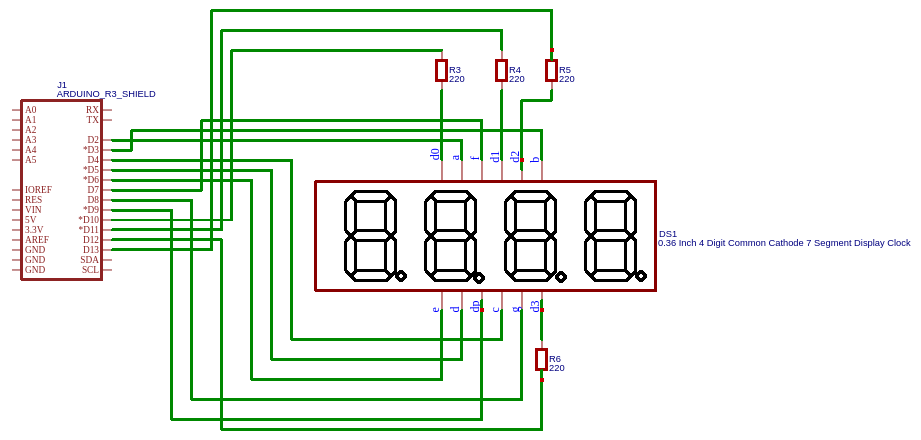 J1
ARDUINO_R3_SHIELD
A0 RX
A1 TX
A2
A3 D2
A4 *D3
A5 D4
*D5
*D6
IOREF D7
RES D8
VIN *D9
5V *D10
3.3V *D11
AREF D12
GND D13
GND SDA
GND SCL
R3
220
R4
220
R5
220
d0 a f d1 d2 b
DS1
0.36 Inch 4 Digit Common Cathode 7 Segment Display Clock
e d dp c g d3
R6
220